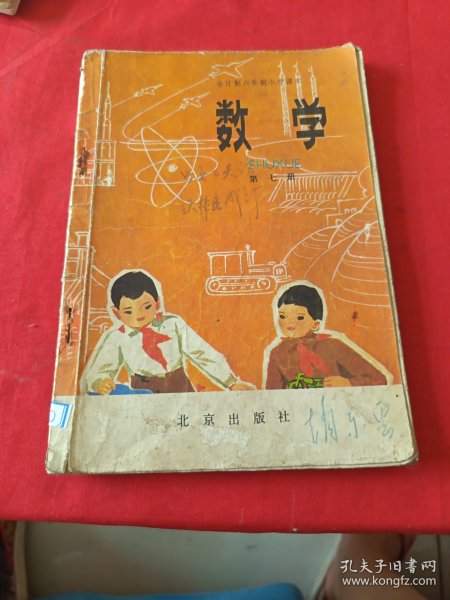 全日制六年制小学课本
数学
SHUXUE
第七册
北京出版社
孔夫子旧书网
www.kongfz.com